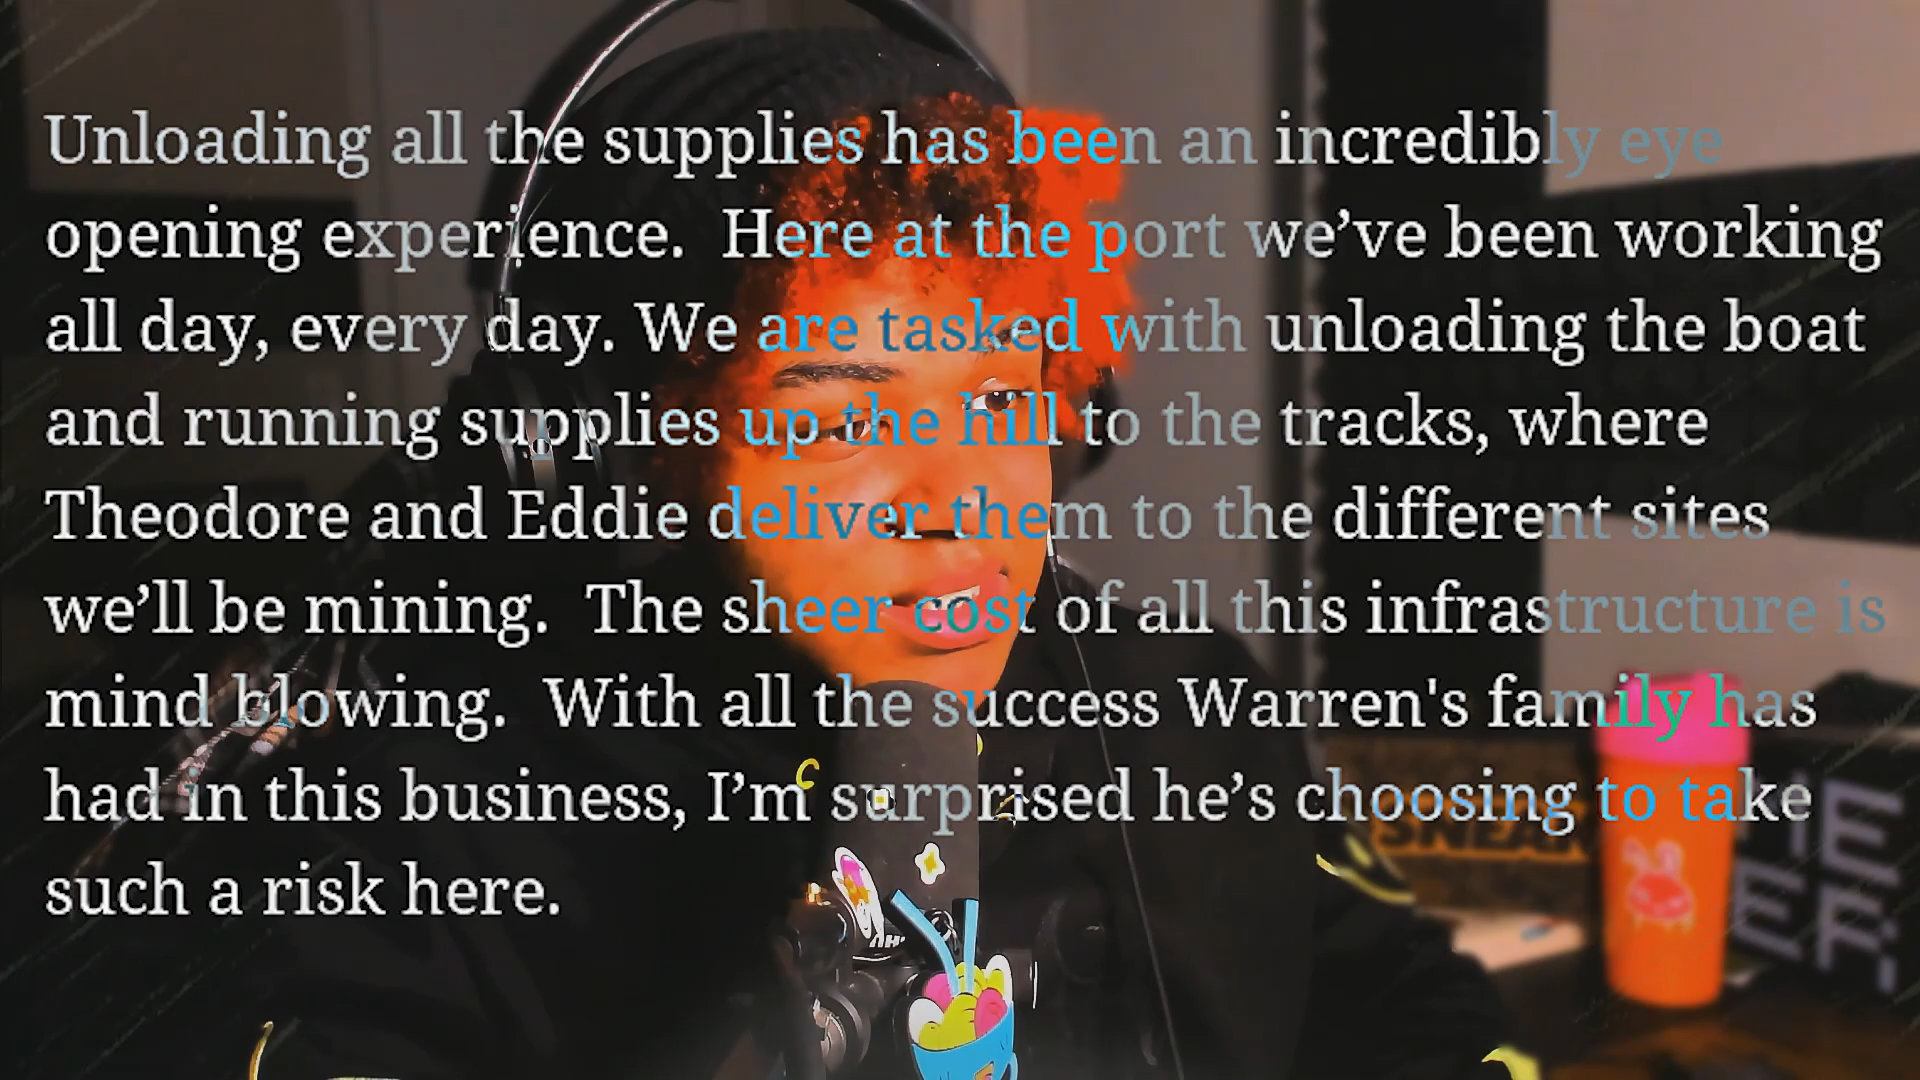 Unloading all the supplies has been an incredibly eye
opening experience.  Here at the port we’ve been working
all day, every day. We are tasked with unloading the boat
and running supplies up the hill to the tracks, where
Theodore and Eddie deliver them to the different sites
we’ll be mining.  The sheer cost of all this infrastructure is
mind blowing.  With all the success Warren's family has
had in this business, I’m surprised he’s choosing to take
such a risk here.